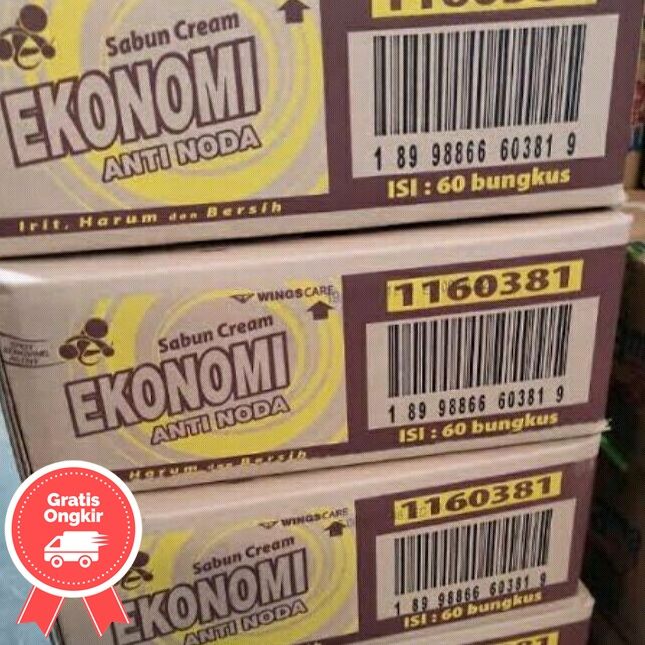 1160381
Sabun Cream
EKONOMI
ANTI NODA
1 89 98866 60381 9
ISI : 60 bungkus
Irit, Harum dan Bersih
WINGSCARE
1160381
Sabun Cream
EKONOMI
ANTI NODA
1 89 98866 60381 9
ISI : 60 bungkus
Harum dan Bersih
WINGSCARE
1160381
Sabun Cream
EKONOMI
ANTI NODA
1 89 98866 60381 9
ISI : 60 bungkus
Gratis
Ongkir